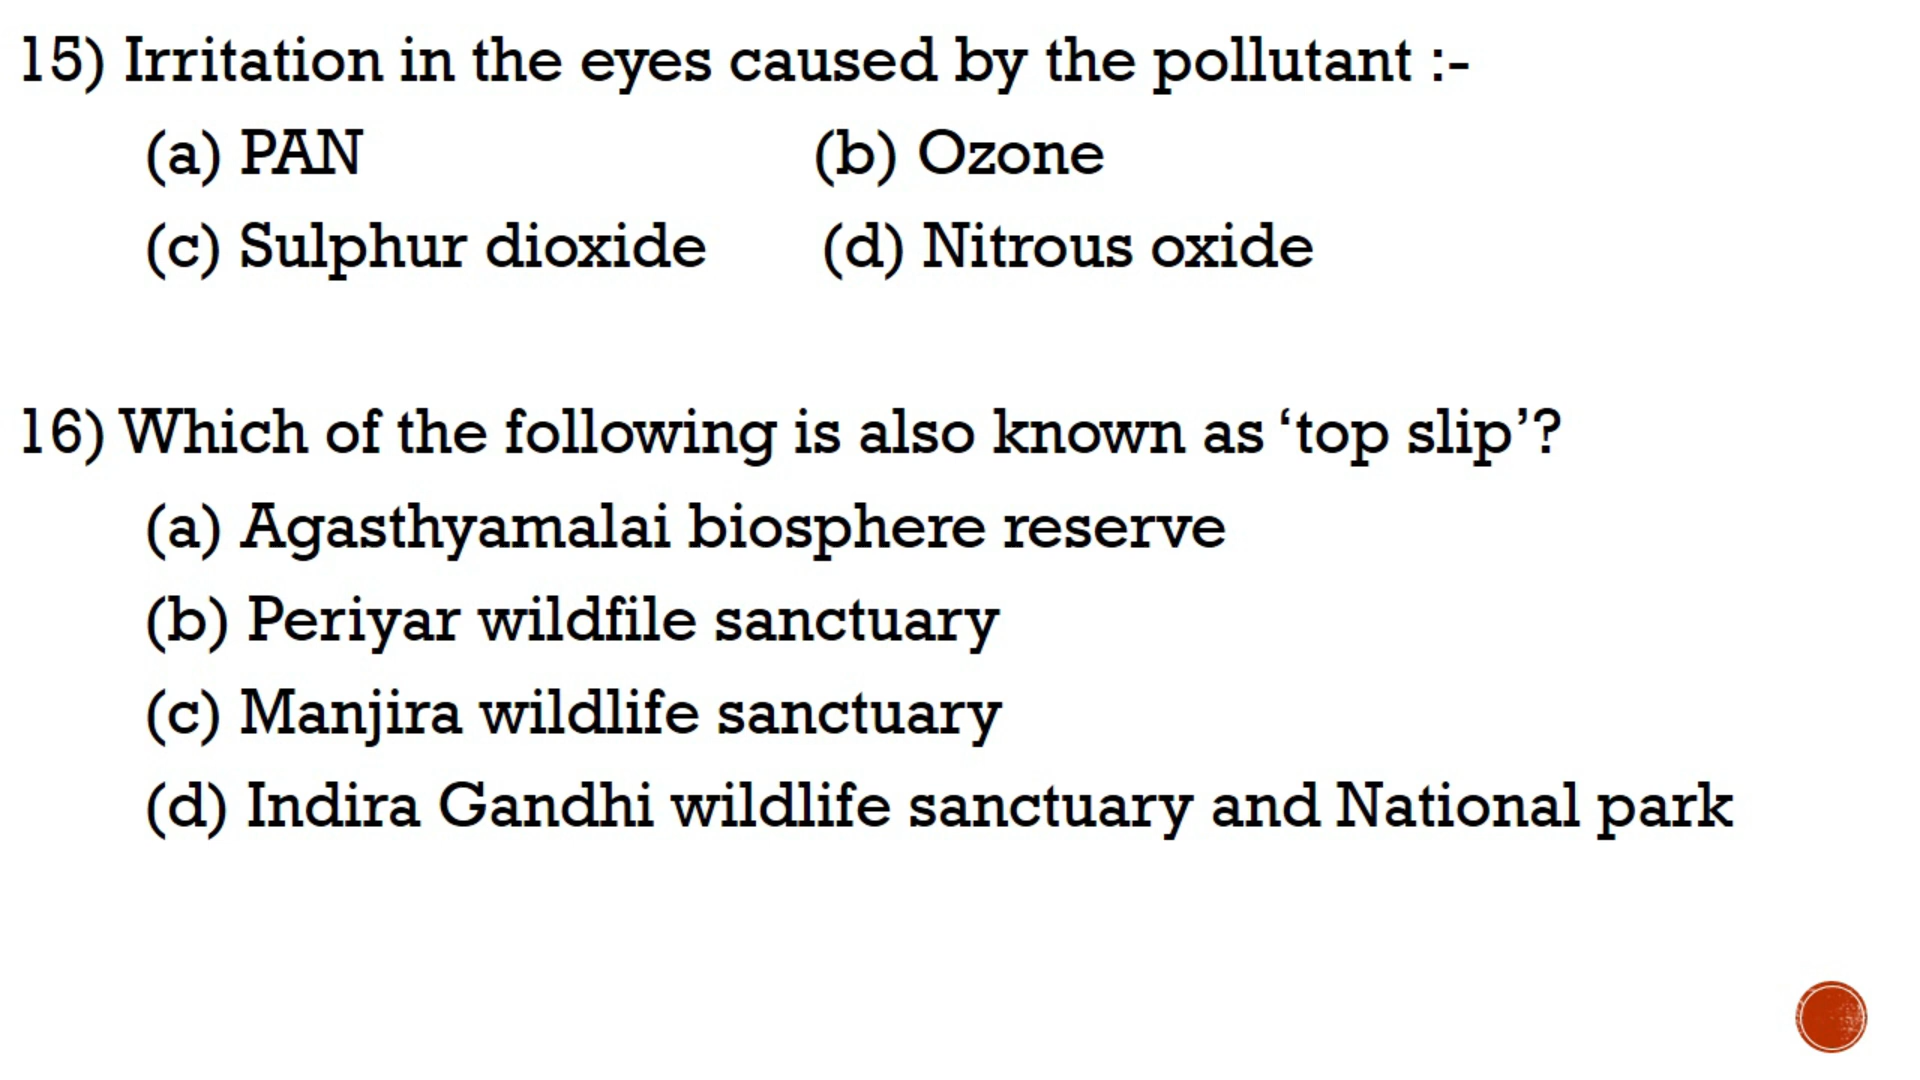 15) Irritation in the eyes caused by the pollutant :-
(a) PAN (b) Ozone
(c) Sulphur dioxide (d) Nitrous oxide
16) Which of the following is also known as ‘top slip’?
(a) Agasthyamalai biosphere reserve
(b) Periyar wildfile sanctuary
(c) Manjira wildlife sanctuary
(d) Indira Gandhi wildlife sanctuary and National park